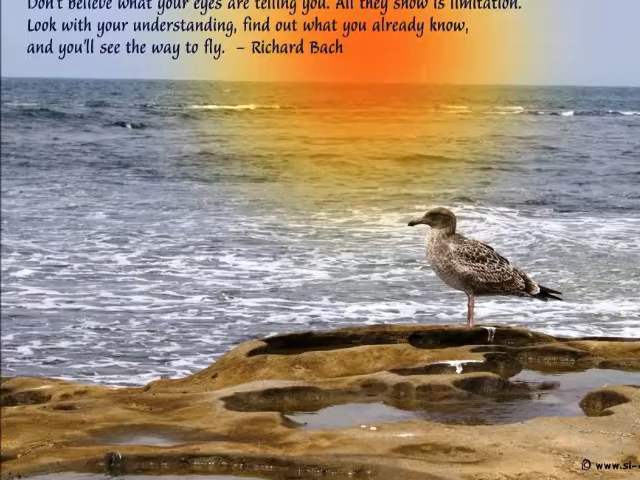 Don't believe what your eyes are telling you. All they show is limitation.
Look with your understanding, find out what you already know,
and you'll see the way to fly. – Richard Bach
© www.si-